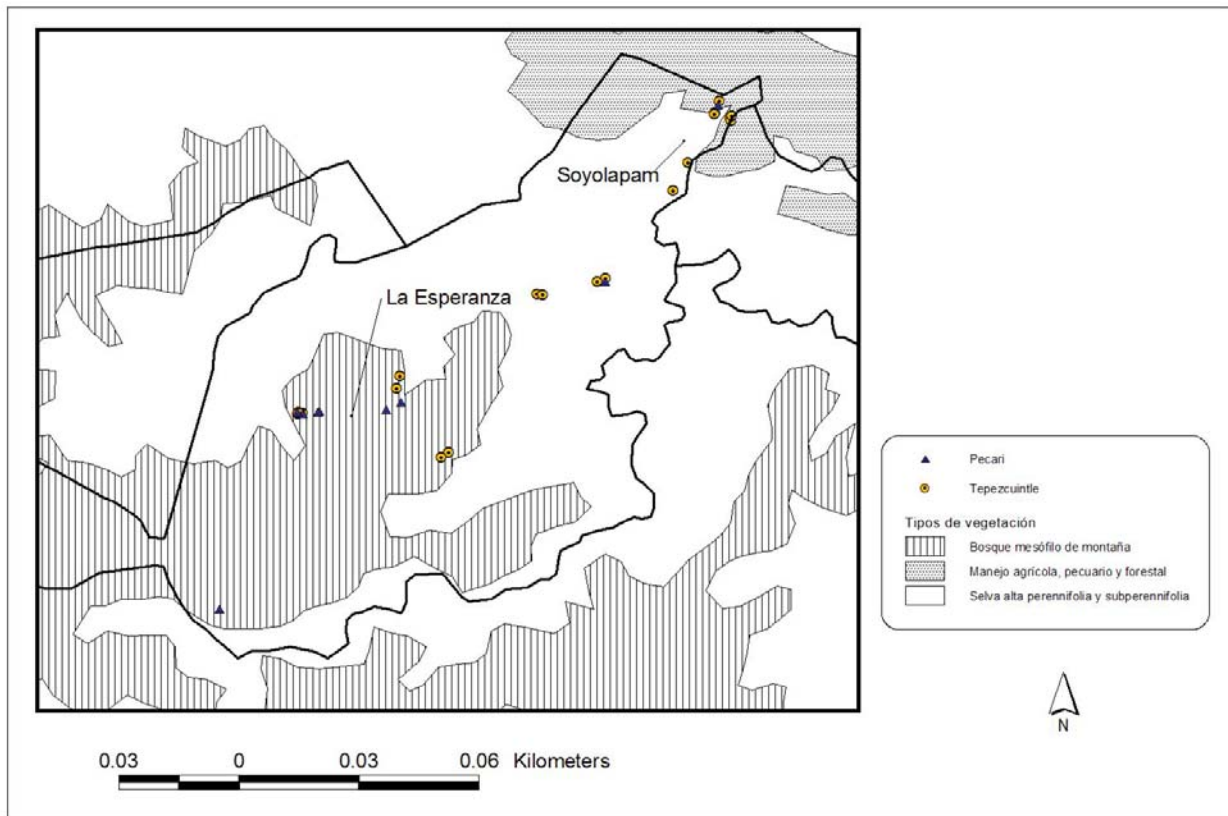 Soyolapam
La Esperanza
Pecari
Tepezcuintle
Tipos de vegetación
Bosque mesófilo de montaña
Manejo agrícola, pecuario y forestal
Selva alta perennifolia y subperennifolia
N
0.03 0 0.03 0.06 Kilometers